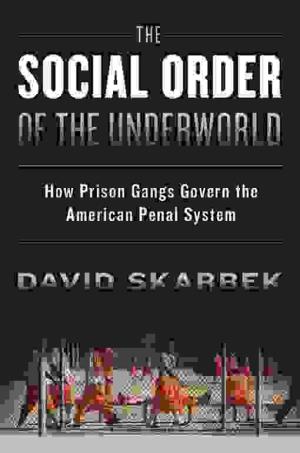 THE
SOCIAL ORDER
OF THE UNDERWORLD
How Prison Gangs Govern the
American Penal System
DAVID SKARBEK